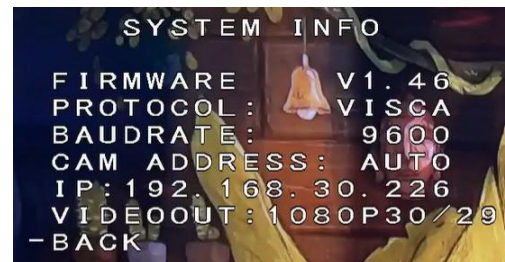 SYSTEM INFO
FIRMWARE V1.46
PROTOCOL: VISCA
BAUDRATE: 9600
CAM ADDRESS: AUTO
IP:192.168.30.226
VIDEOOUT:1080P30/29
-BACK